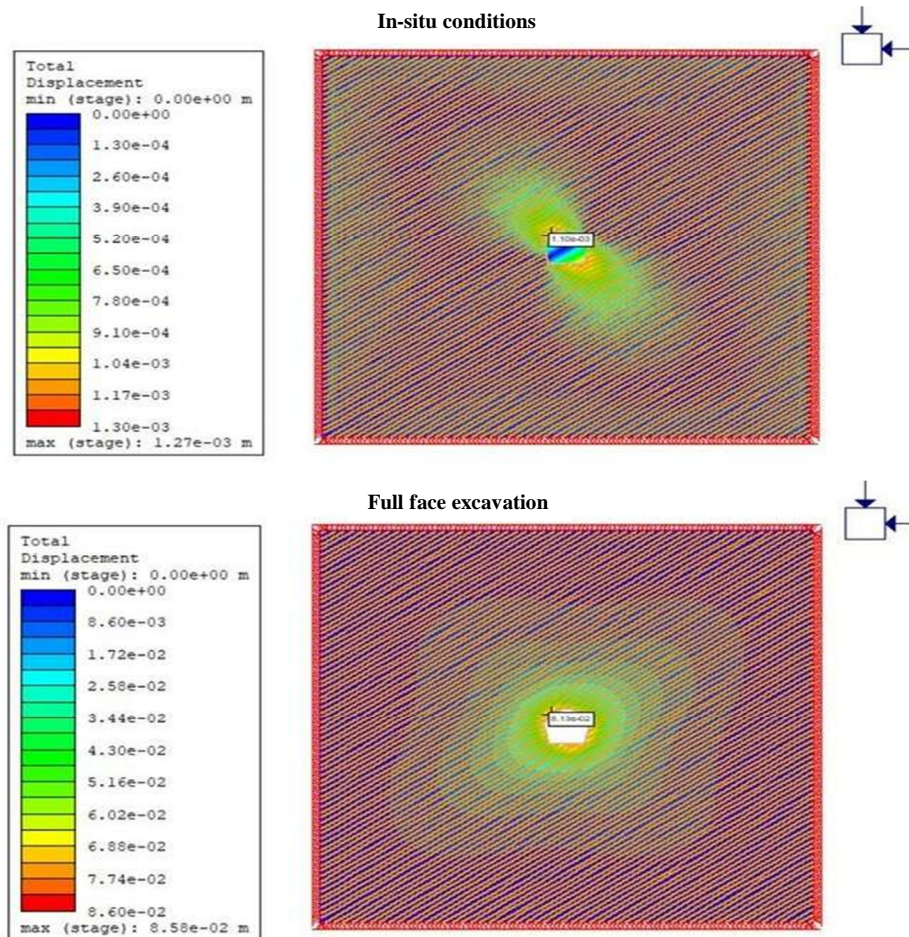 In-situ conditions
Total
Displacement
min (stage): 0.00e+00 m
0.00e+00
1.30e-04
2.60e-04
3.90e-04
5.20e-04
6.50e-04
7.80e-04
9.10e-04
1.04e-03
1.17e-03
1.30e-03
max (stage): 1.27e-03 m
1.10e-03
Full face excavation
Total
Displacement
min (stage): 0.00e+00 m
0.00e+00
8.60e-03
1.72e-02
2.58e-02
3.44e-02
4.30e-02
5.16e-02
6.02e-02
6.88e-02
7.74e-02
8.60e-02
max (stage): 8.58e-02 m